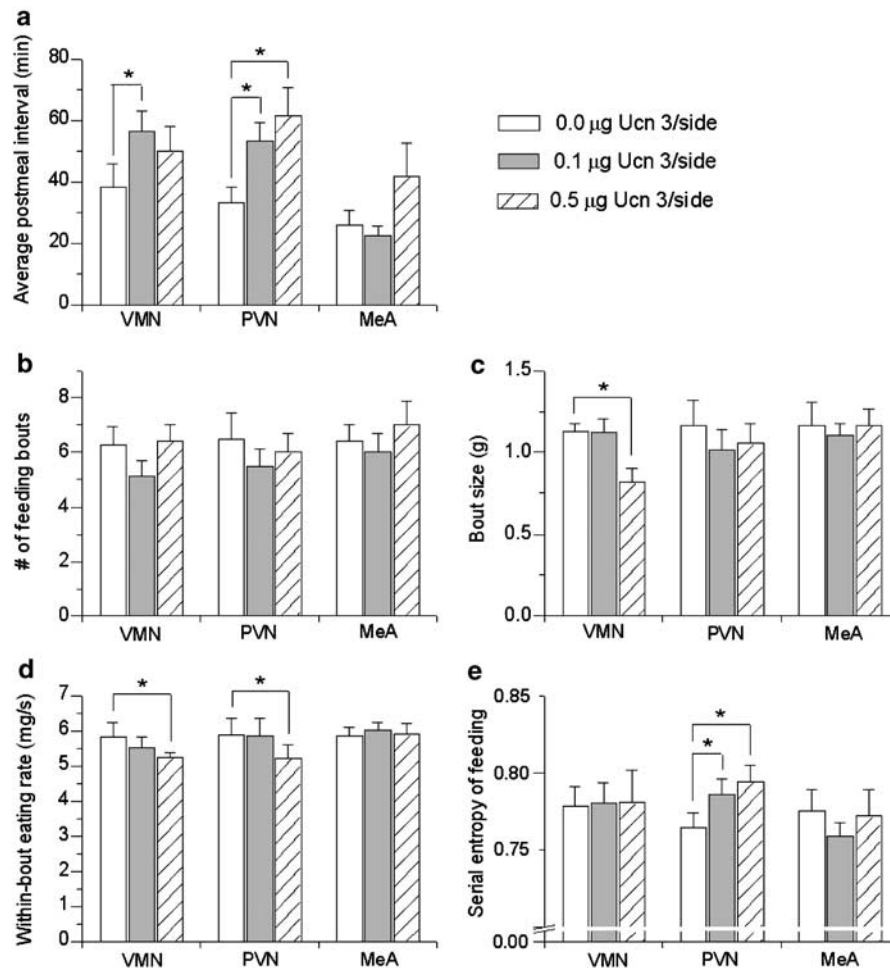 a
Average postmeal interval (min)
80
60
40
20
0
*
*
*
VMN PVN MeA
0.0 µg Ucn 3/side
0.1 µg Ucn 3/side
0.5 µg Ucn 3/side
b
# of feeding bouts
8
6
4
2
0
VMN PVN MeA
c
Bout size (g)
1.5
1.0
0.5
0.0
*
VMN PVN MeA
d
Within-bout eating rate (mg/s)
7
6
5
4
3
2
1
0
*
*
VMN PVN MeA
e
Serial entropy of feeding
0.85
0.80
0.75
0.00
*
*
VMN PVN MeA